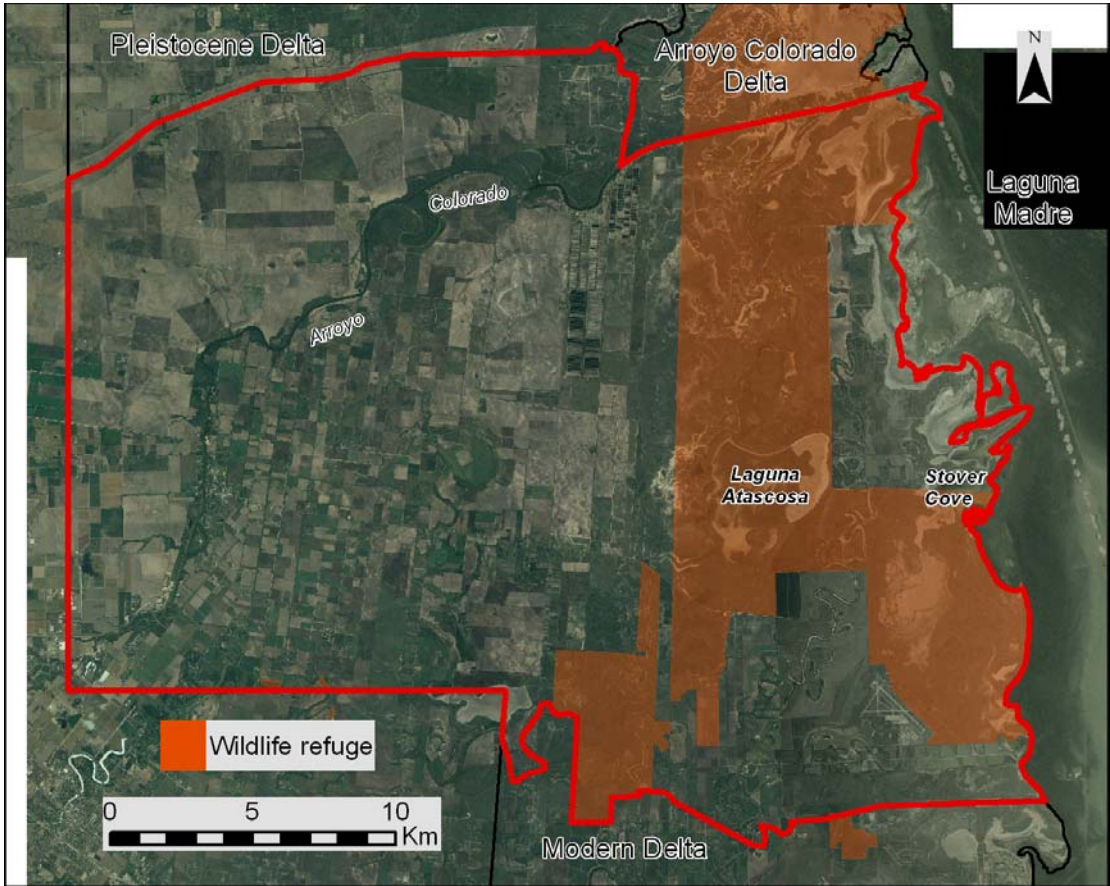 Pleistocene Delta
Arroyo Colorado
Delta
N
Laguna
Madre
Colorado
Arroyo
Laguna
Atascosa
Stover
Cove
Wildlife refuge
0 5 10
Km
Modern Delta